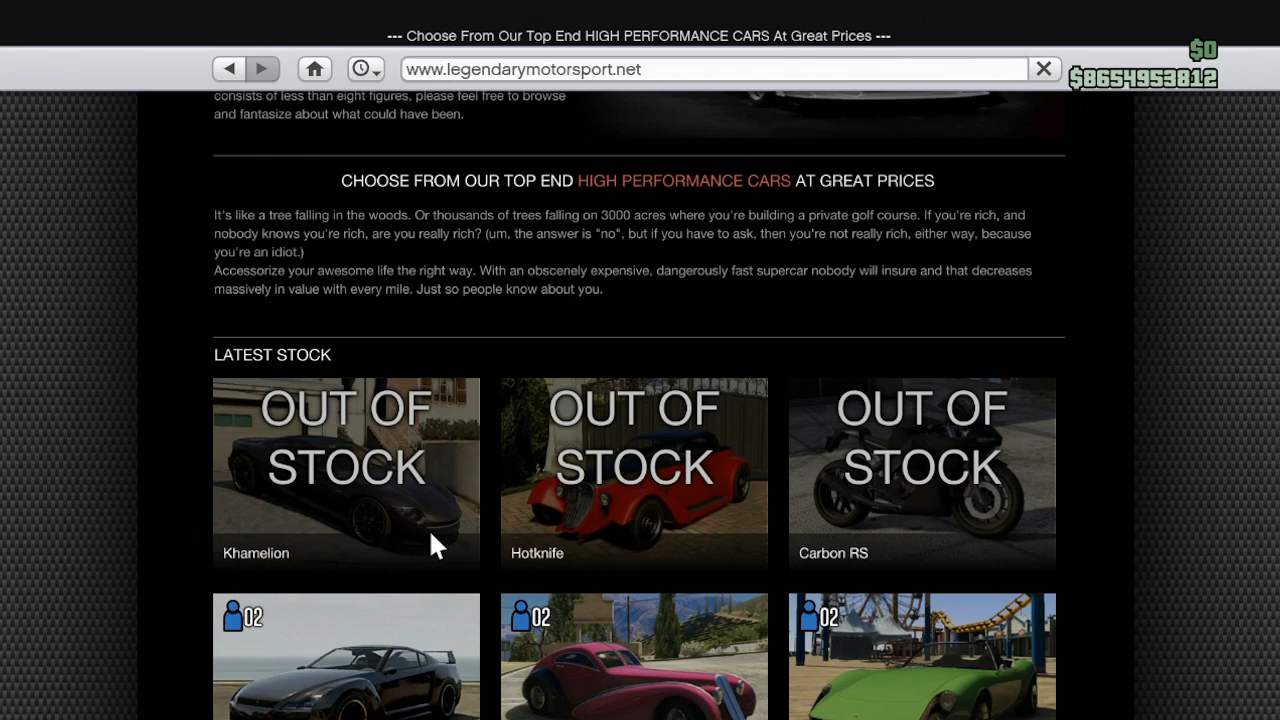 --- Choose From Our Top End HIGH PERFORMANCE CARS At Great Prices ---
$0
www.legendarymotorsport.net
$8654953812
consists of less than eight figures, please feel free to browse
and fantasize about what could have been.
CHOOSE FROM OUR TOP END HIGH PERFORMANCE CARS AT GREAT PRICES
It's like a tree falling in the woods. Or thousands of trees falling on 3000 acres where you're building a private golf course. If you're rich, and
nobody knows you're rich, are you really rich? (um, the answer is "no", but if you have to ask, then you're not really rich, either way, because
you're an idiot.)
Accessorize your awesome life the right way. With an obscenely expensive, dangerously fast supercar nobody will insure and that decreases
massively in value with every mile. Just so people know about you.
LATEST STOCK
OUT OF
STOCK
Khamelion
OUT OF
STOCK
Hotknife
OUT OF
STOCK
Carbon RS
02
02
02